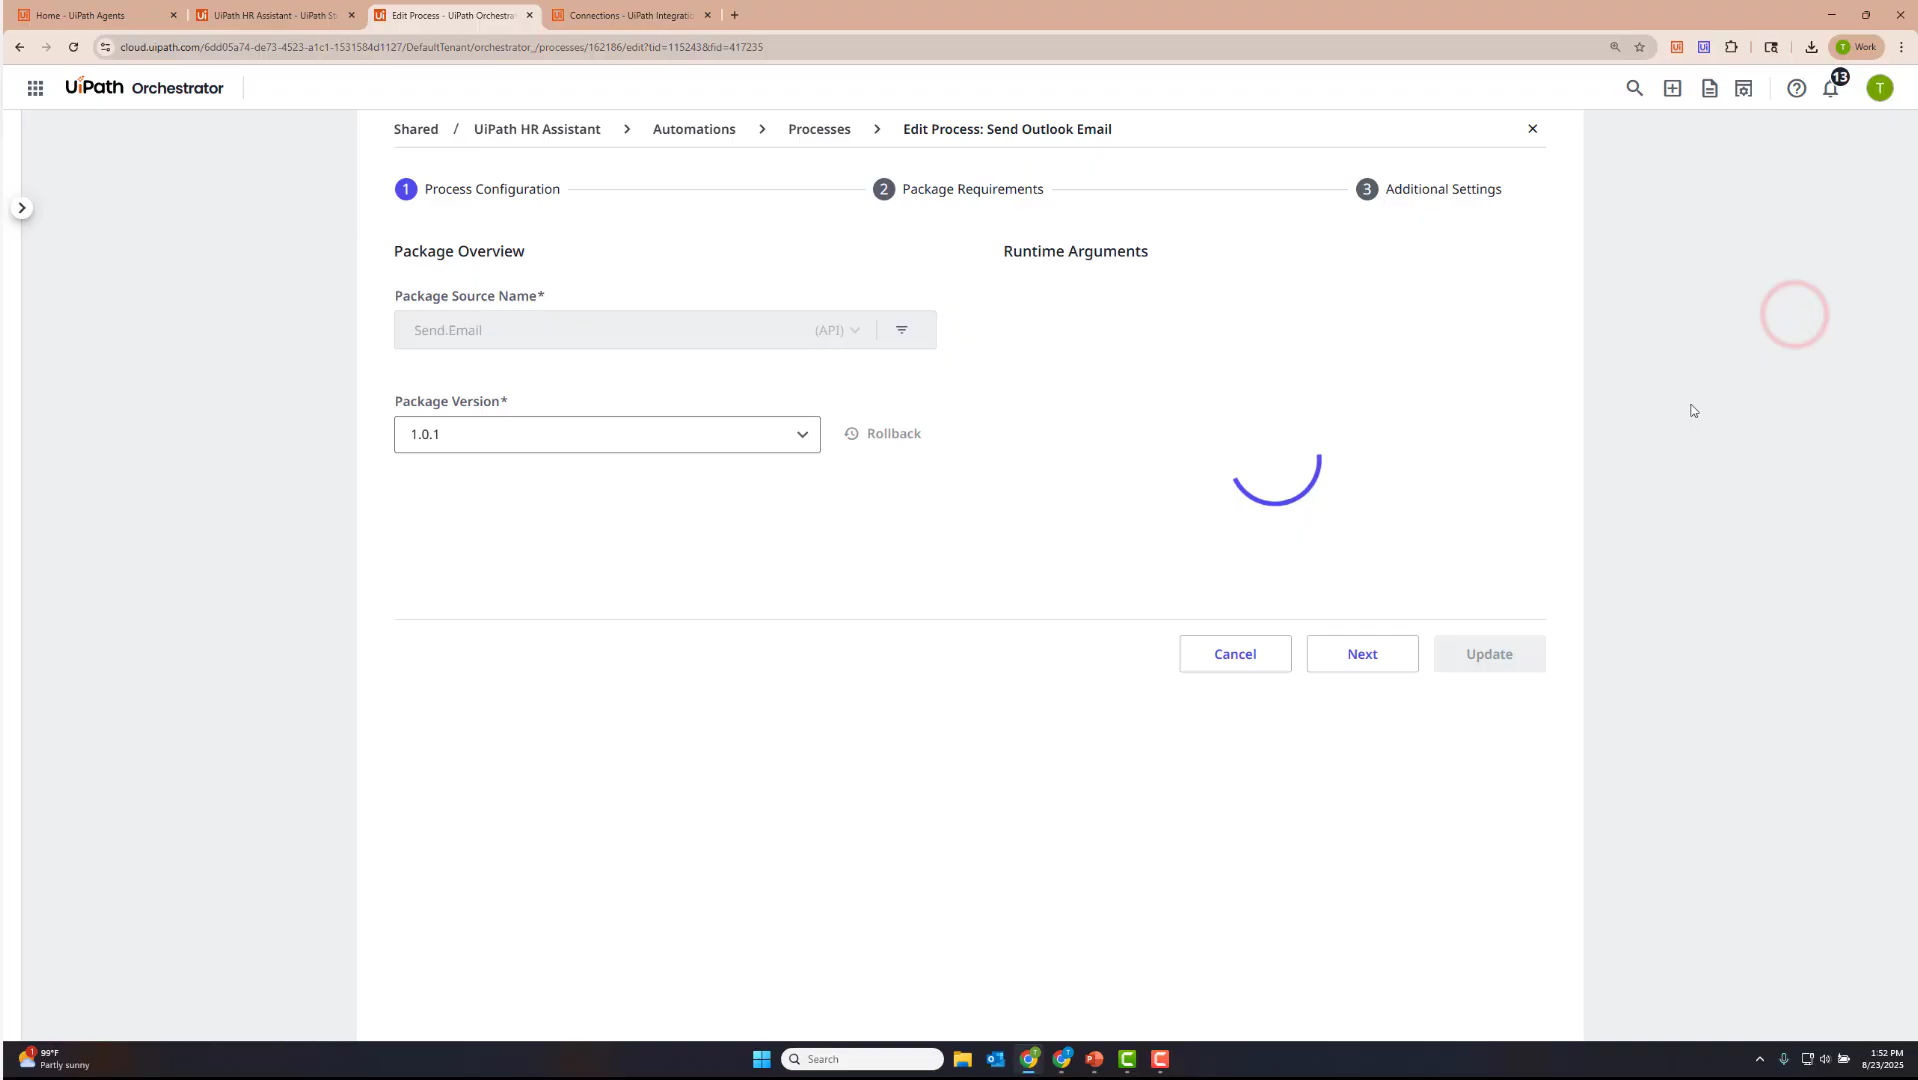 Home - UiPath Agents
UiPath HR Assistant - UiPath St
Edit Process - UiPath Orchestra
Connections - UiPath Integratio
cloud.uipath.com/6dd05a74-de73-4523-a1c1-1531584d1127/DefaultTenant/orchestrator_/processes/162186/edit?tid=115243&fid=417235
Work
UiPath Orchestrator
13
T
Shared / UiPath HR Assistant > Automations > Processes > Edit Process: Send Outlook Email
1 Process Configuration
2 Package Requirements
3 Additional Settings
Package Overview
Runtime Arguments
Package Source Name*
Send.Email (API)
Package Version*
1.0.1
Rollback
Cancel
Next
Update
1
99°F
Partly sunny
Search
1:52 PM
8/23/2025